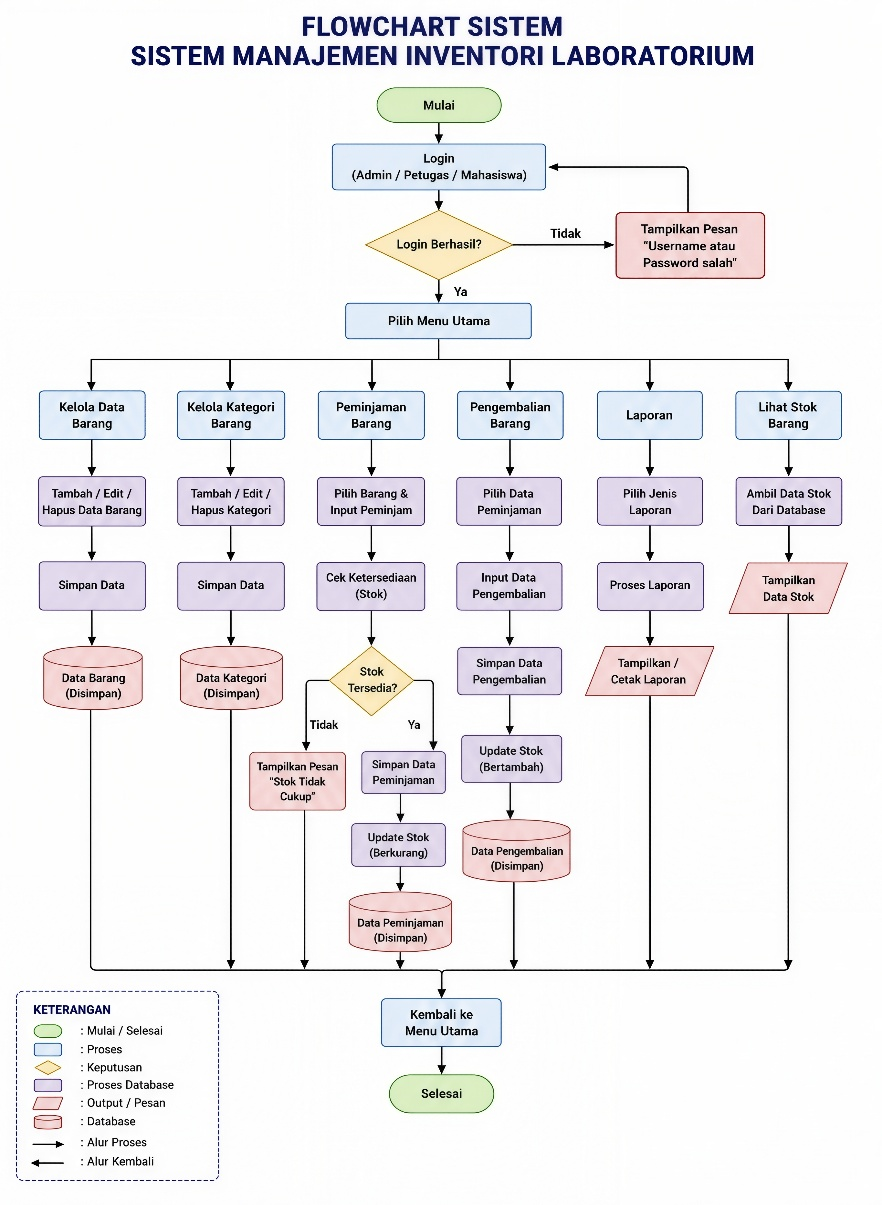 FLOWCHART SISTEM
SISTEM MANAJEMEN INVENTORI LABORATORIUM
Mulai
Login
(Admin / Petugas / Mahasiswa)
Login Berhasil?
Tidak
Tampilkan Pesan
"Username atau
Password salah"
Ya
Pilih Menu Utama
Kelola Data
Barang
Kelola Kategori
Barang
Peminjaman
Barang
Pengembalian
Barang
Laporan
Lihat Stok
Barang
Tambah / Edit /
Hapus Data Barang
Tambah / Edit /
Hapus Kategori
Pilih Barang &
Input Peminjam
Pilih Data
Peminjaman
Pilih Jenis
Laporan
Ambil Data Stok
Dari Database
Simpan Data
Simpan Data
Cek Ketersediaan
(Stok)
Input Data
Pengembalian
Proses Laporan
Tampilkan
Data Stok
Data Barang
(Disimpan)
Data Kategori
(Disimpan)
Stok
Tersedia?
Simpan Data
Pengembalian
Tampilkan /
Cetak Laporan
Tidak
Ya
Tampilkan Pesan
"Stok Tidak
Cukup"
Simpan Data
Peminjaman
Update Stok
(Bertambah)
Update Stok
(Berkurang)
Data Pengembalian
(Disimpan)
Data Peminjaman
(Disimpan)
Kembali ke
Menu Utama
Selesai
KETERANGAN
: Mulai / Selesai
: Proses
: Keputusan
: Proses Database
: Output / Pesan
: Database
: Alur Proses
: Alur Kembali